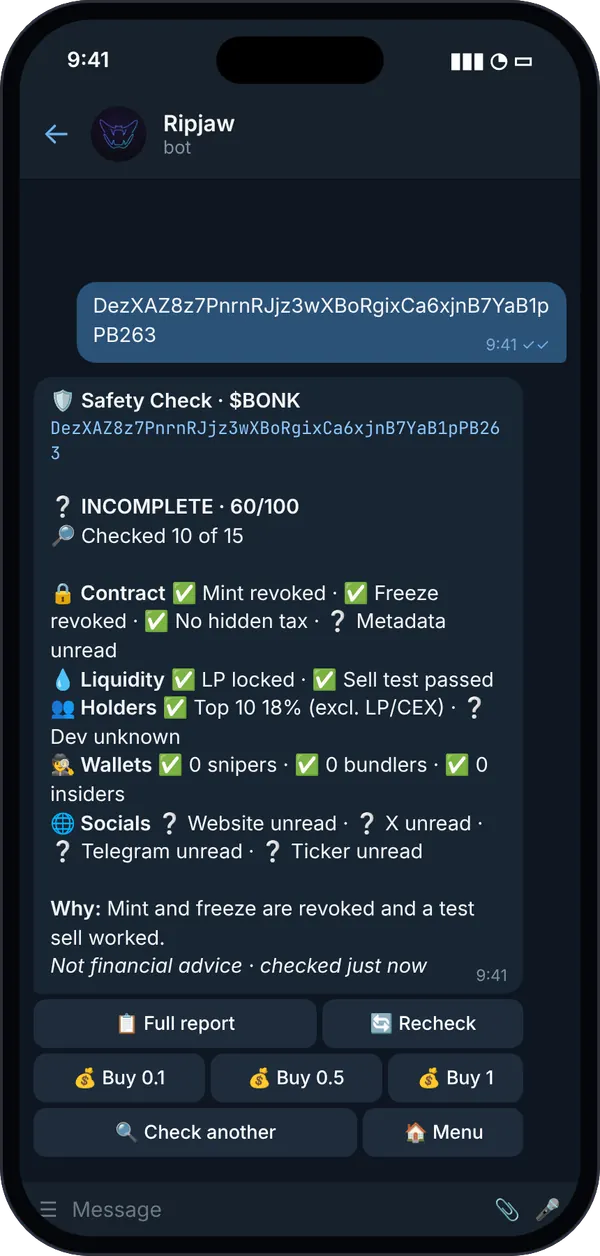 9:41
Ripjaw
bot
DezXAZ8z7PnrnRJjz3wXBoRgixCa6xjnB7YaB1p
PB263
9:41 ✓✓
🛡️ Safety Check · $BONK
DezXAZ8z7PnrnRJjz3wXBoRgixCa6xjnB7YaB1pPB26
3
❔ INCOMPLETE · 60/100
🔎 Checked 10 of 15
🔒 Contract ✅ Mint revoked · ✅ Freeze
revoked · ✅ No hidden tax · ❔ Metadata
unread
💧 Liquidity ✅ LP locked · ✅ Sell test passed
👥 Holders ✅ Top 10 18% (excl. LP/CEX) · ❔
Dev unknown
🕵️ Wallets ✅ 0 snipers · ✅ 0 bundlers · ✅ 0
insiders
🌐 Socials ❔ Website unread · ❔ X unread ·
❔ Telegram unread · ❔ Ticker unread
Why: Mint and freeze are revoked and a test
sell worked.
Not financial advice · checked just now
9:41
📋 Full report
🔄 Recheck
💰 Buy 0.1
💰 Buy 0.5
💰 Buy 1
🔍 Check another
🏠 Menu
Message